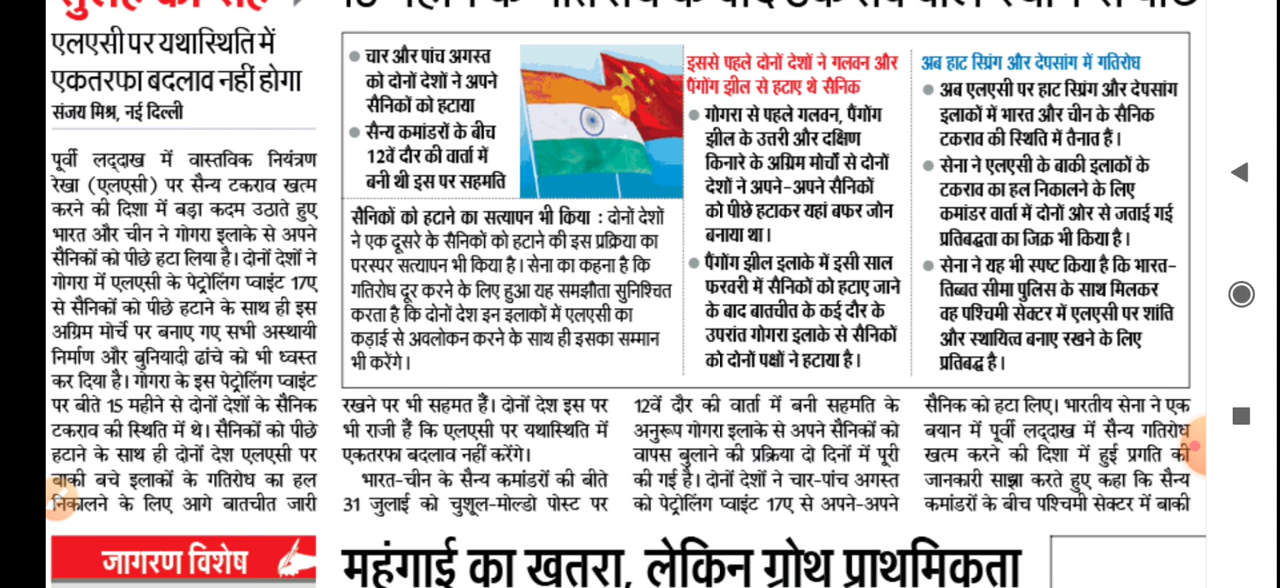 एलएसी पर यथास्थिति में
एकतरफा बदलाव नहीं होगा
संजय मिश्र, नई दिल्ली
पूर्वी लद्दाख में वास्तविक नियंत्रण
रेखा (एलएसी) पर सैन्य टकराव खत्म
करने की दिशा में बड़ा कदम उठाते हुए
भारत और चीन ने गोगरा इलाके से अपने
सैनिकों को पीछे हटा लिया है। दोनों देशों ने
गोगरा में एलएसी के पेट्रोलिंग प्वाइंट 17ए
से सैनिकों को पीछे हटाने के साथ ही इस
अग्रिम मोर्चे पर बनाए गए सभी अस्थायी
निर्माण और बुनियादी ढांचे को भी ध्वस्त
कर दिया है। गोगरा के इस पेट्रोलिंग प्वाइंट
पर बीते 15 महीने से दोनों देशों के सैनिक
टकराव की स्थिति में थे। सैनिकों को पीछे
हटाने के साथ ही दोनों देश एलएसी पर
बाकी बचे इलाकों के गतिरोध का हल
निकालने के लिए आगे बातचीत जारी
● चार और पांच अगस्त
को दोनों देशों ने अपने
सैनिकों को हटाया
● सैन्य कमांडरों के बीच
12वें दौर की वार्ता में
बनी थी इस पर सहमति
सैनिकों को हटाने का सत्यापन भी किया : दोनों देशों
ने एक दूसरे के सैनिकों को हटाने की इस प्रक्रिया का
परस्पर सत्यापन भी किया है। सेना का कहना है कि
गतिरोध दूर करने के लिए हुआ यह समझौता सुनिश्चित
करता है कि दोनों देश इन इलाकों में एलएसी का
कड़ाई से अवलोकन करने के साथ ही इसका सम्मान
भी करेंगे।
इससे पहले दोनों देशों ने गलवन और
पैंगोंग झील से हटाए थे सैनिक
● गोगरा से पहले गलवन, पैंगोंग
झील के उतरी और दक्षिण
किनारे के अग्रिम मोर्चो से दोनों
देशों ने अपने-अपने सैनिकों
को पीछे हटाकर यहां बफर जोन
बनाया था।
● पैंगोंग झील इलाके में इसी साल
फरवरी में सैनिकों को हटाए जाने
के बाद बातचीत के कई दौर के
उपरांत गोगरा इलाके से सैनिकों
को दोनों पक्षों ने हटाया है।
अब हाट स्प्रिंग और देपसांग में गतिरोध
● अब एलएसी पर हाट स्प्रिंग और देपसांग
इलाकों में भारत और चीन के सैनिक
टकराव की स्थिति में तैनात हैं।
● सेना ने एलएसी के बाकी इलाकों के
टकराव का हल निकालने के लिए
कमांडर वार्ता में दोनों ओर से जताई गई
प्रतिबद्धता का जिक्र भी किया है।
● सेना ने यह भी स्पष्ट किया है कि भारत-
तिब्बत सीमा पुलिस के साथ मिलकर
वह पश्चिमी सेक्टर में एलएसी पर शांति
और स्थायित्व बनाए रखने के लिए
प्रतिबद्ध है।
रखने पर भी सहमत हैं। दोनों देश इस पर
भी राजी हैं कि एलएसी पर यथास्थिति में
एकतरफा बदलाव नहीं करेंगे।
भारत-चीन के सैन्य कमांडरों की बीते
31 जुलाई को चुशूल-मोल्डो पोस्ट पर
12वें दौर की वार्ता में बनी सहमति के
अनुरूप गोगरा इलाके से अपने सैनिकों को
वापस बुलाने की प्रक्रिया दो दिनों में पूरी
की गई है। दोनों देशों ने चार-पांच अगस्त
को पेट्रोलिंग प्वाइंट 17ए से अपने-अपने
सैनिक को हटा लिए। भारतीय सेना ने एक
बयान में पूर्वी लद्दाख में सैन्य गतिरोध
खत्म करने की दिशा में हुई प्रगति की
जानकारी साझा करते हुए कहा कि सैन्य
कमांडरों के बीच पश्चिमी सेक्टर में बाकी
जागरण विशेष
महंगाई का खतरा, लेकिन ग्रोथ प्राथमिकता